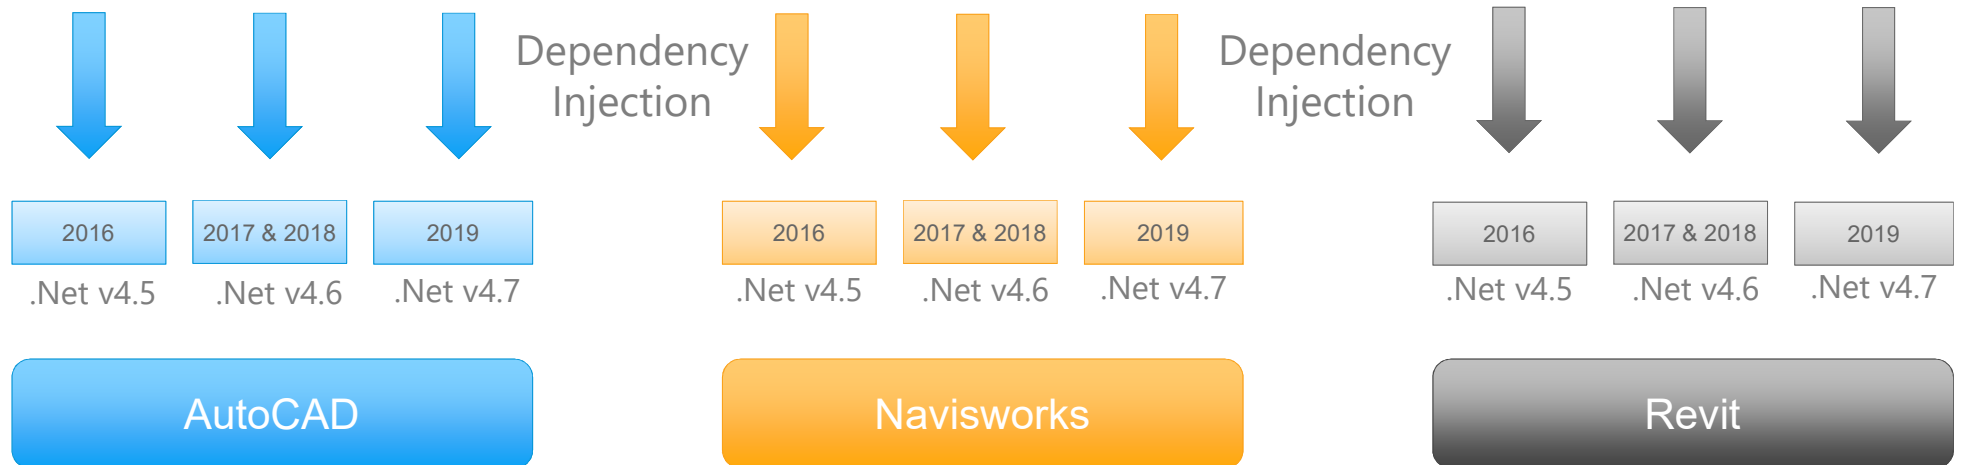 Dependency
Injection
Dependency
Injection
2016
2017 & 2018
2019
2016
2017 & 2018
2019
2016
2017 & 2018
2019
.Net v4.5
.Net v4.6
.Net v4.7
.Net v4.5
.Net v4.6
.Net v4.7
.Net v4.5
.Net v4.6
.Net v4.7
AutoCAD
Navisworks
Revit